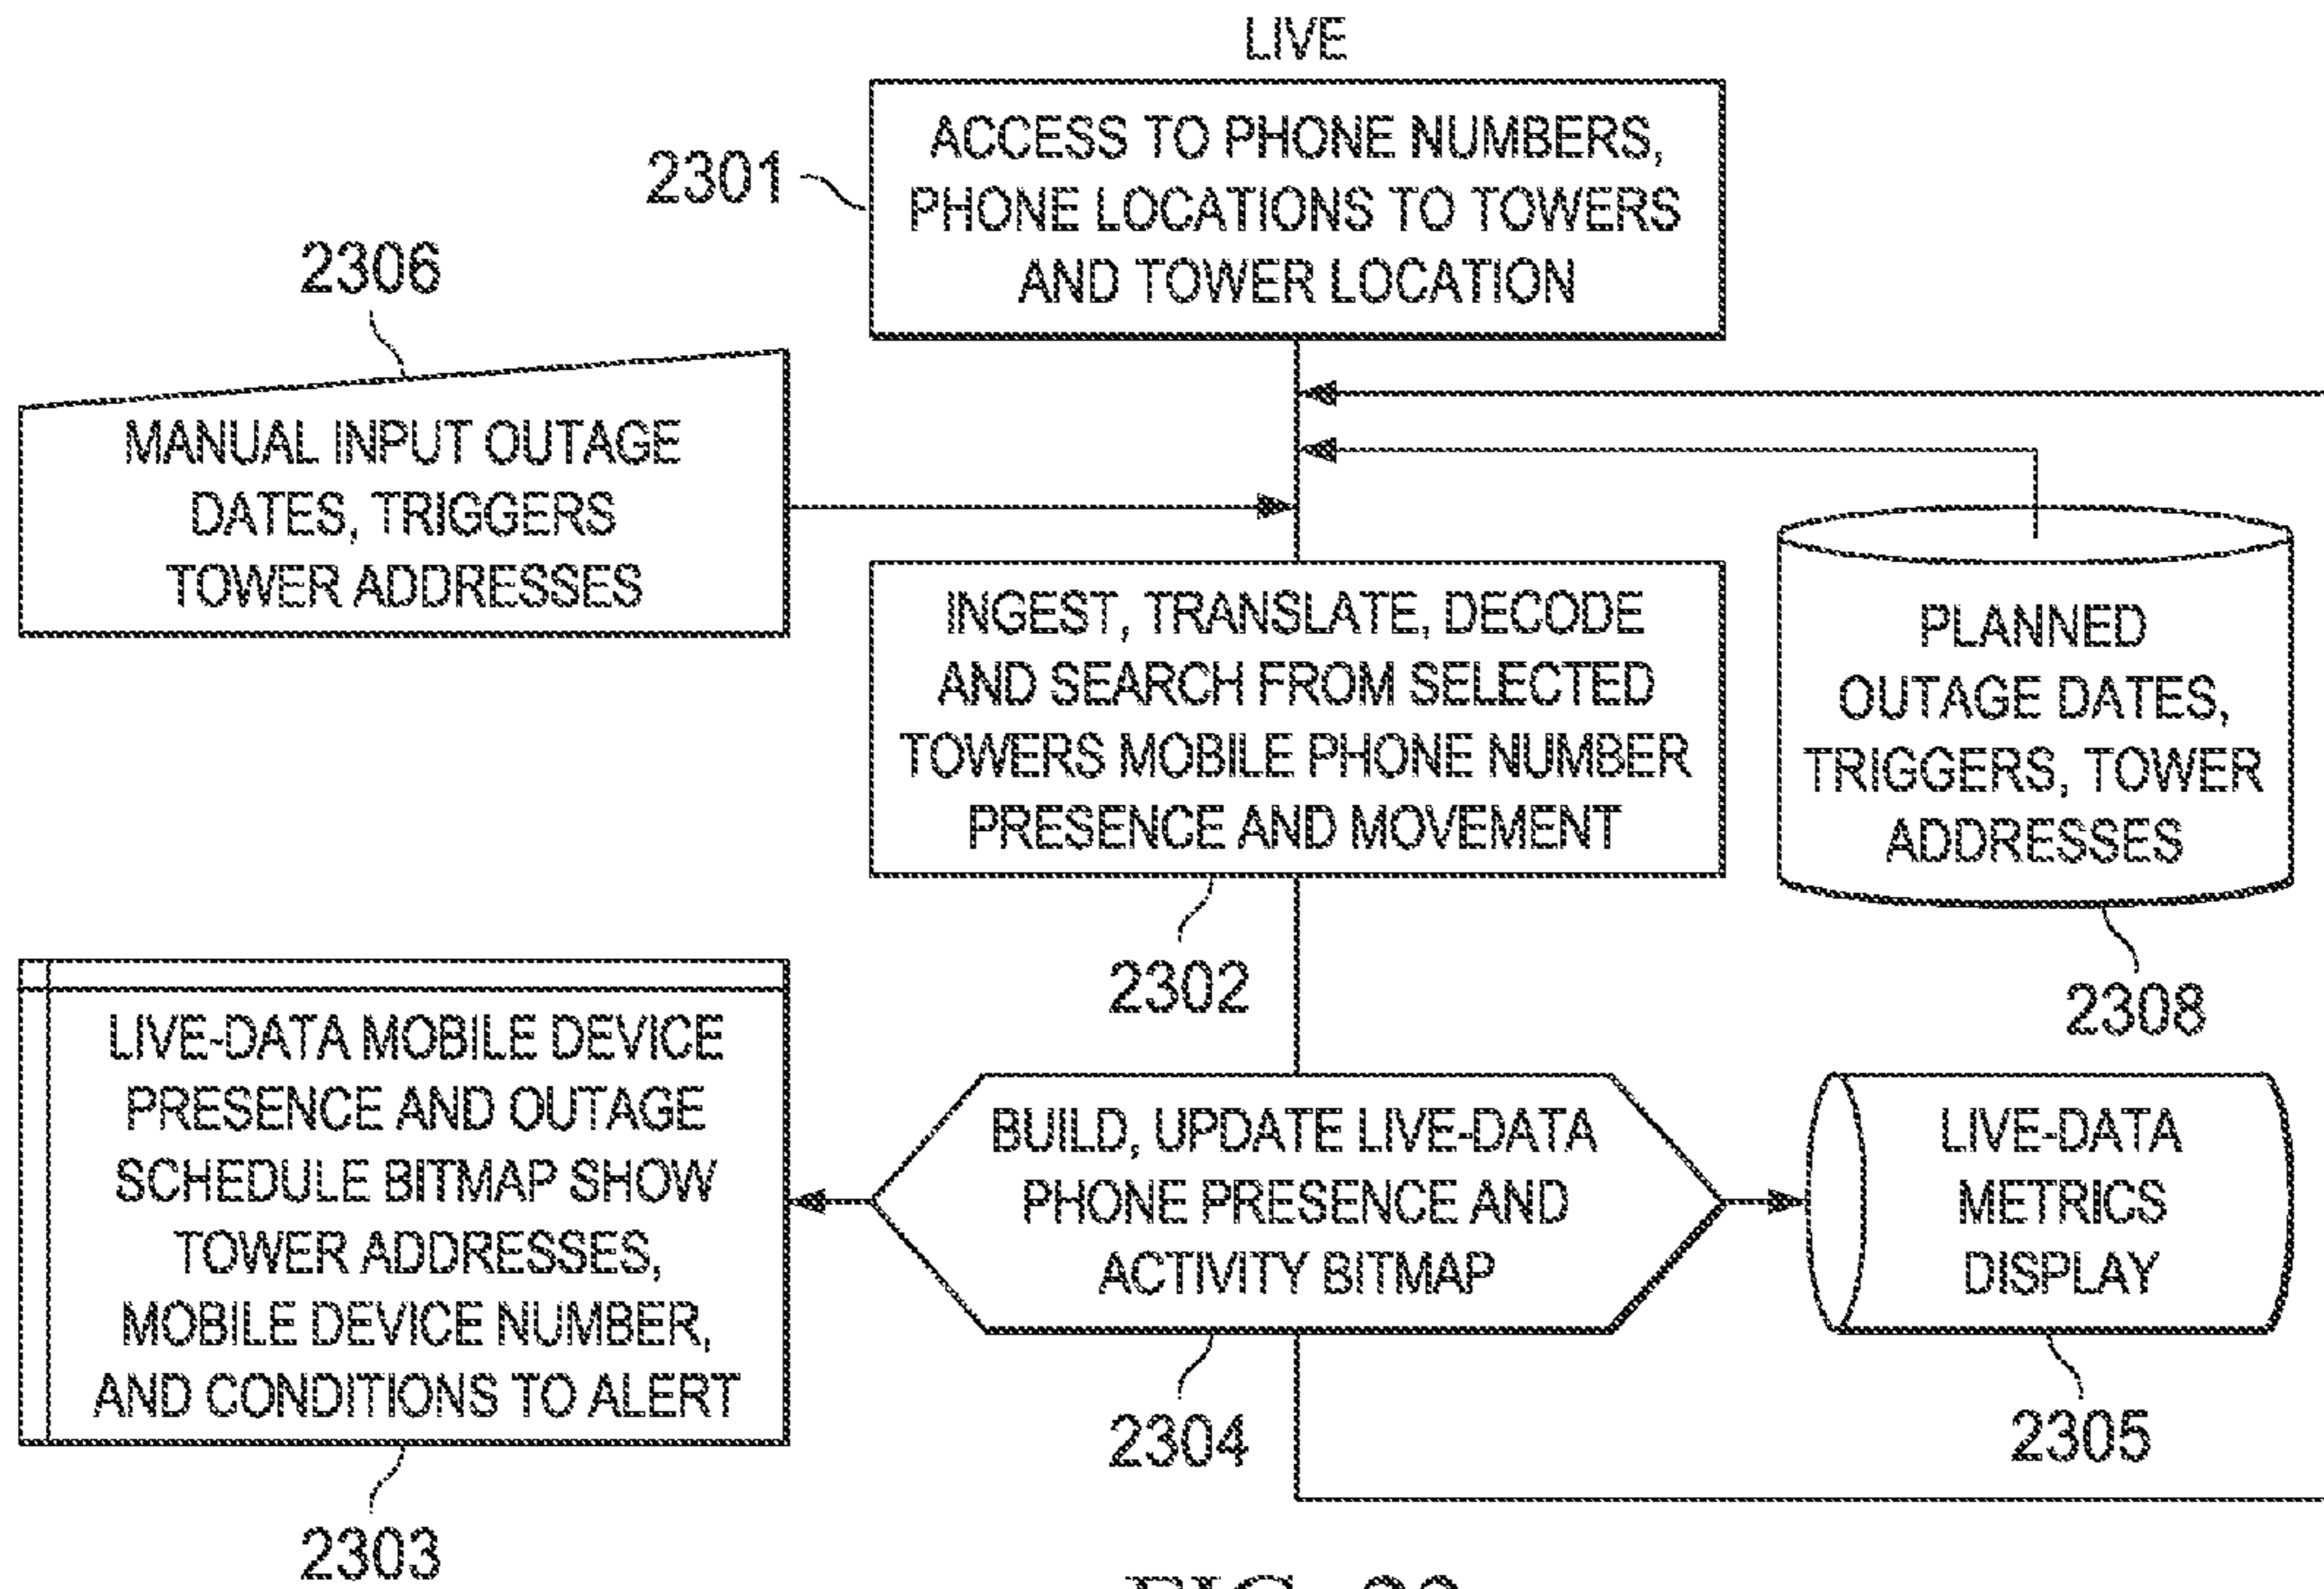 LIVE
2301
ACCESS TO PHONE NUMBERS,
PHONE LOCATIONS TO TOWERS
AND TOWER LOCATION
2306
MANUAL INPUT OUTAGE
DATES, TRIGGERS
TOWER ADDRESSES
INGEST, TRANSLATE, DECODE
AND SEARCH FROM SELECTED
TOWERS MOBILE PHONE NUMBER
PRESENCE AND MOVEMENT
2302
PLANNED
OUTAGE DATES,
TRIGGERS, TOWER
ADDRESSES
2308
LIVE-DATA MOBILE DEVICE
PRESENCE AND OUTAGE
SCHEDULE BITMAP SHOW
TOWER ADDRESSES,
MOBILE DEVICE NUMBER,
AND CONDITIONS TO ALERT
2303
BUILD, UPDATE LIVE-DATA
PHONE PRESENCE AND
ACTIVITY BITMAP
2304
LIVE-DATA
METRICS
DISPLAY
2305